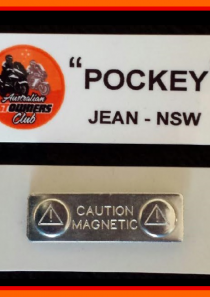 Australian
Club
“POCKEY
JEAN - NSW
CAUTION
MAGNETIC